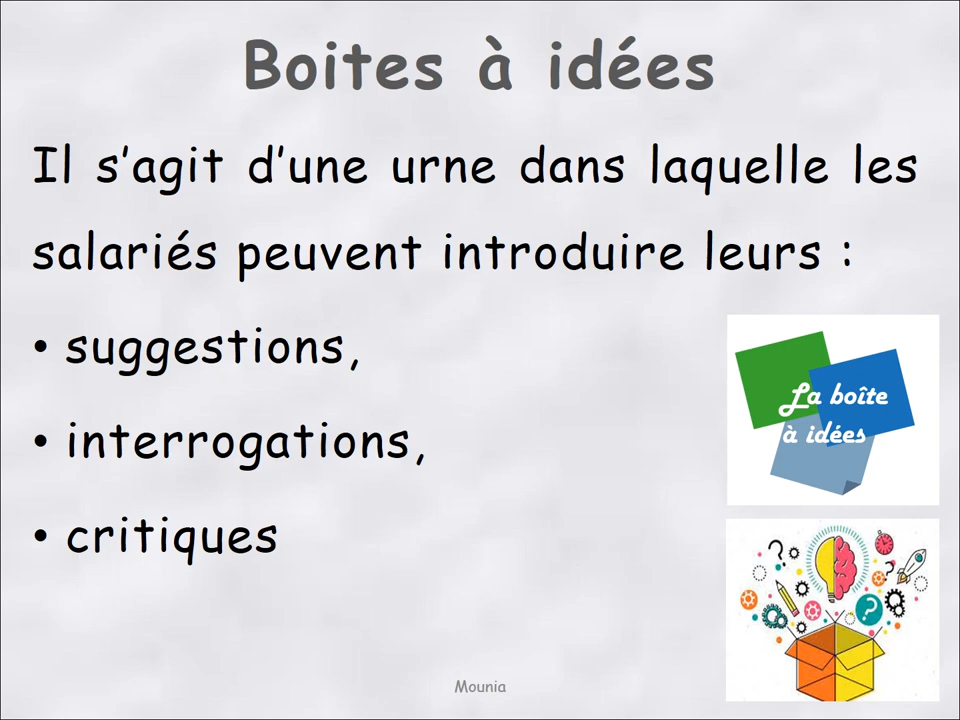 Boites à idées
Il s’agit d’une urne dans laquelle les
salariés peuvent introduire leurs :
• suggestions,
• interrogations,
• critiques
La boîte
à idées
?
?
?
Mounia